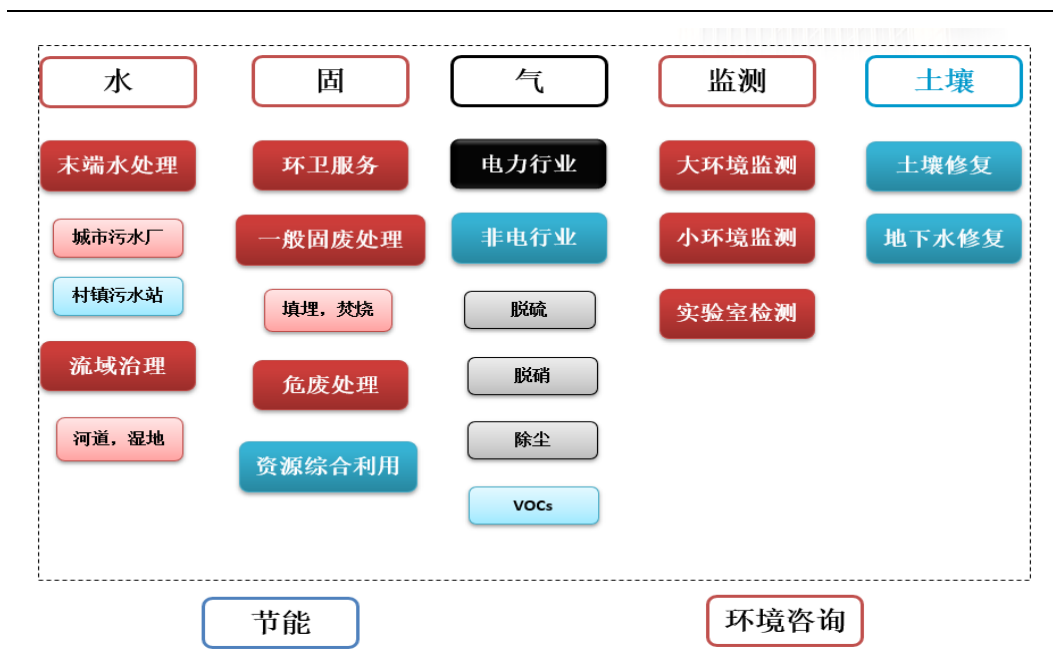 水
固
气
监测
土壤
末端水处理
环卫服务
电力行业
大环境监测
土壤修复
城市污水厂
一般固废处理
非电行业
小环境监测
地下水修复
村镇污水站
填埋，焚烧
脱硫
实验室检测
流域治理
危废处理
脱硝
河道，湿地
资源综合利用
除尘
VOCs
节能
环境咨询